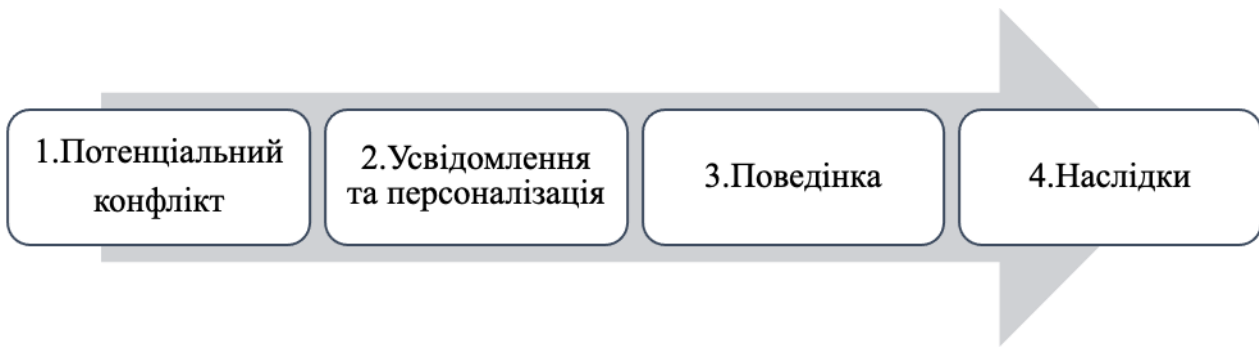 1.Потенціальний
конфлікт
2.Усвідомлення
та персоналізація
3.Поведінка
4.Наслідки